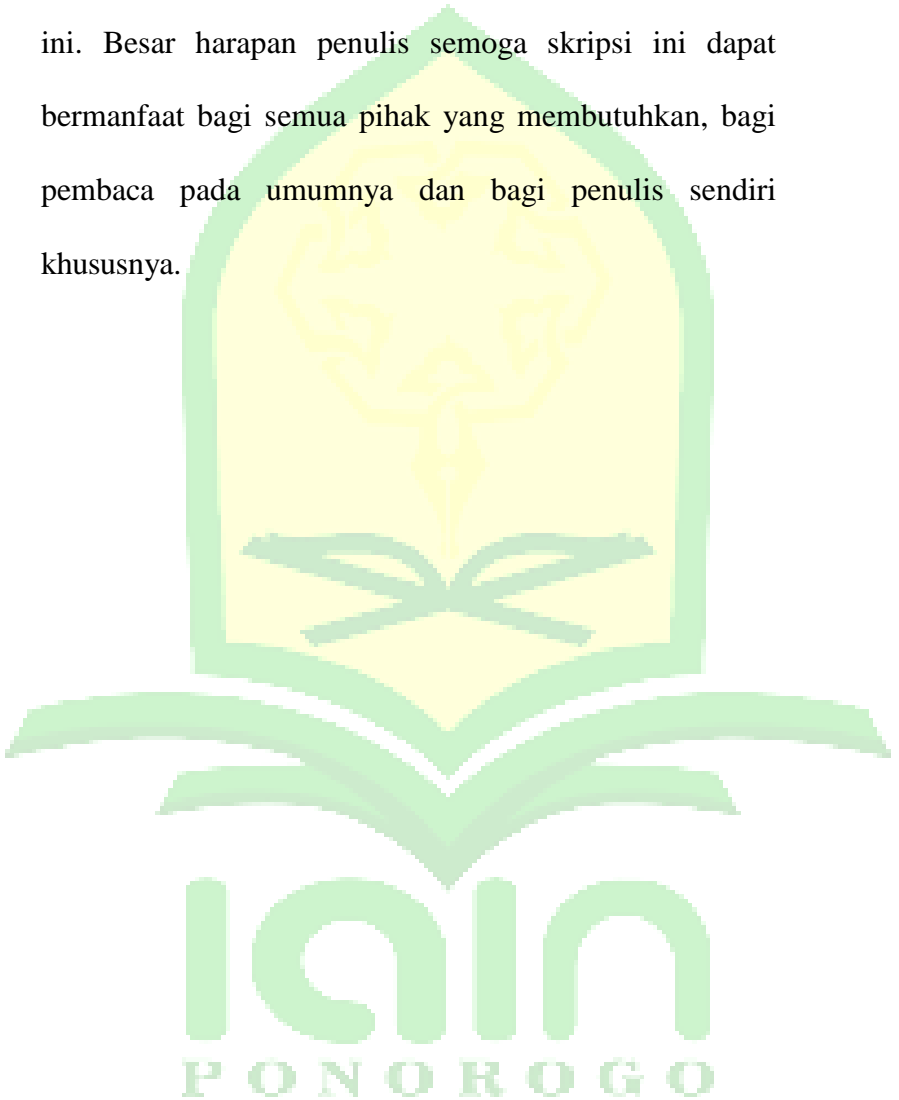 ini. Besar harapan penulis semoga skripsi ini dapat
bermanfaat bagi semua pihak yang membutuhkan, bagi
pembaca pada umumnya dan bagi penulis sendiri
khususnya.
iain
PONOROGO